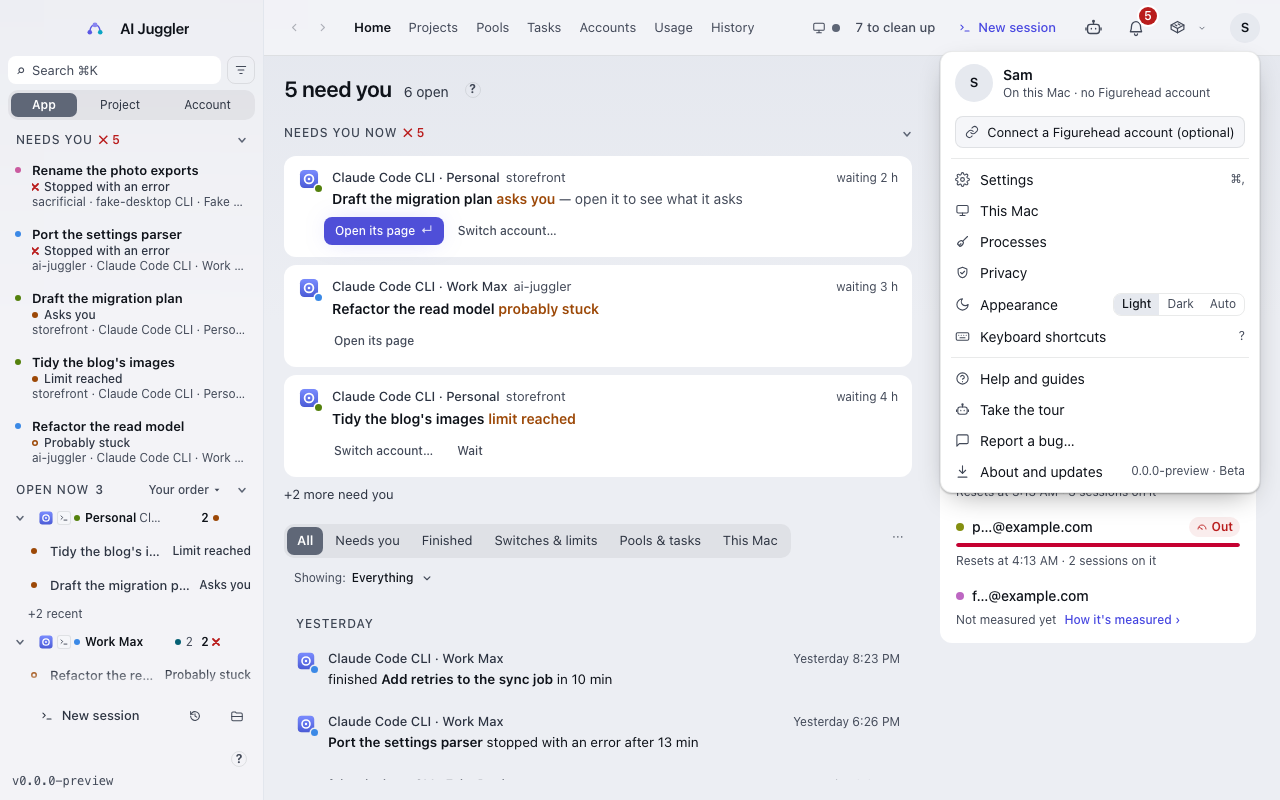 AI Juggler
Search ⌘K
App Project Account
NEEDS YOU 5
Rename the photo exports
Stopped with an error
sacrificial · fake-desktop CLI · Fake ...
Port the settings parser
Stopped with an error
ai-juggler · Claude Code CLI · Work ...
Draft the migration plan
Asks you
storefront · Claude Code CLI · Perso...
Tidy the blog's images
Limit reached
storefront · Claude Code CLI · Perso...
Refactor the read model
Probably stuck
ai-juggler · Claude Code CLI · Work ...
OPEN NOW 3 Your order
Personal Cl... 2
Tidy the blog's i... Limit reached
Draft the migration p... Asks you
+2 recent
Work Max 2 2
Refactor the re... Probably stuck
New session
?
v0.0.0-preview
Home Projects Pools Tasks Accounts Usage History
7 to clean up New session 5 S
5 need you 6 open ?
NEEDS YOU NOW 5
Claude Code CLI · Personal storefront waiting 2 h
Draft the migration plan asks you — open it to see what it asks
Open its page ↵ Switch account...
Claude Code CLI · Work Max ai-juggler waiting 3 h
Refactor the read model probably stuck
Open its page
Claude Code CLI · Personal storefront waiting 4 h
Tidy the blog's images limit reached
Switch account... Wait
+2 more need you
All Needs you Finished Switches & limits Pools & tasks This Mac ...
Showing: Everything
YESTERDAY
Claude Code CLI · Work Max Yesterday 8:23 PM
finished Add retries to the sync job in 10 min
Claude Code CLI · Work Max Yesterday 6:26 PM
Port the settings parser stopped with an error after 13 min
S Sam
On this Mac · no Figurehead account
Connect a Figurehead account (optional)
Settings ⌘,
This Mac
Processes
Privacy
Appearance Light Dark Auto
Keyboard shortcuts ?
Help and guides
Take the tour
Report a bug...
About and updates 0.0.0-preview · Beta
p...@example.com Out
Resets at 4:13 AM · 2 sessions on it
f...@example.com
Not measured yet How it's measured ›